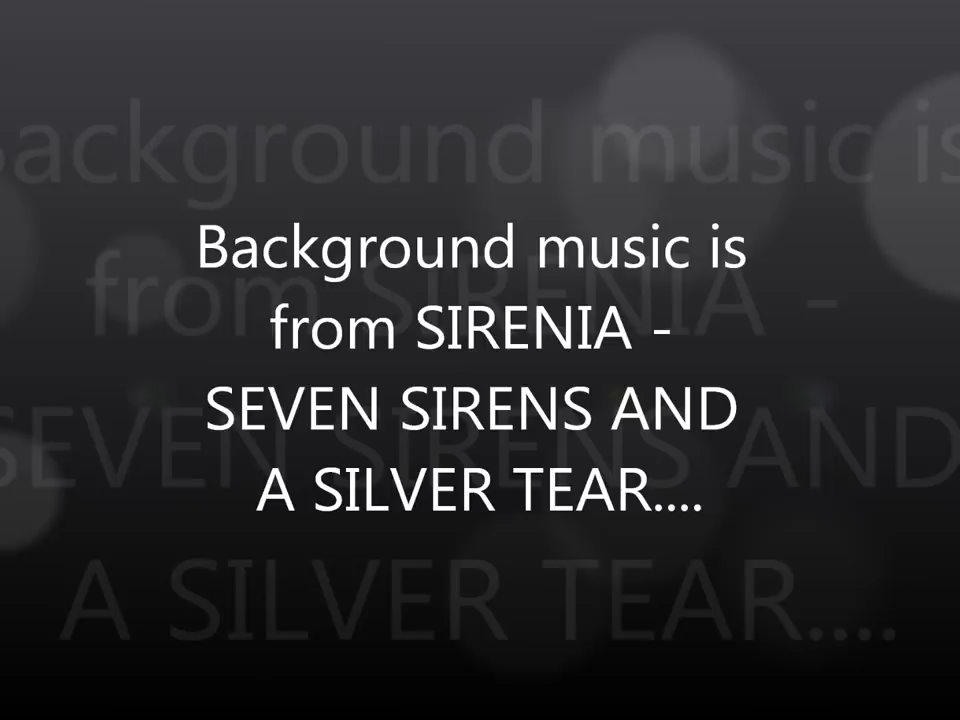 Background music is
from SIRENIA -
SEVEN SIRENS AND
A SILVER TEAR....